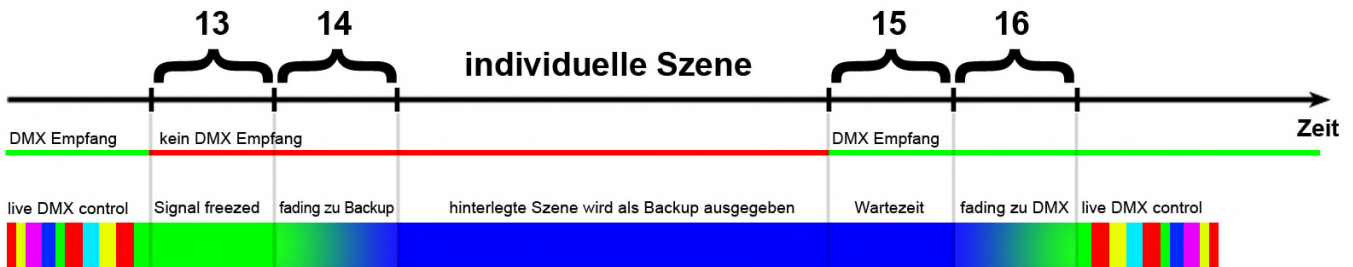 13 14 15 16
individuelle Szene
Zeit
DMX Empfang kein DMX Empfang DMX Empfang
live DMX control Signal freezed fading zu Backup hinterlegte Szene wird als Backup ausgegeben Wartezeit fading zu DMX live DMX control